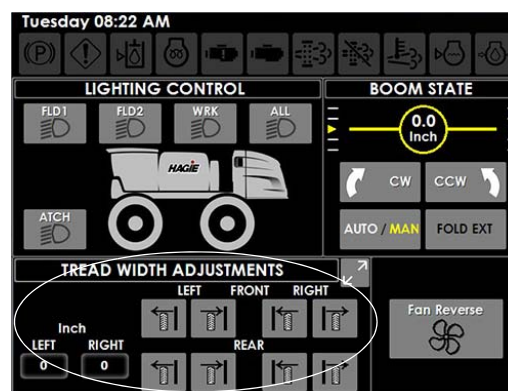 Tuesday 08:22 AM
LIGHTING CONTROL
FLD1 FLD2 WRK ALL
HAGIE
ATCH
BOOM STATE
0.0
Inch
CW CCW
AUTO / MAN FOLD EXT
TREAD WIDTH ADJUSTMENTS
LEFT FRONT RIGHT
Inch
LEFT RIGHT REAR
0 0
Fan Reverse